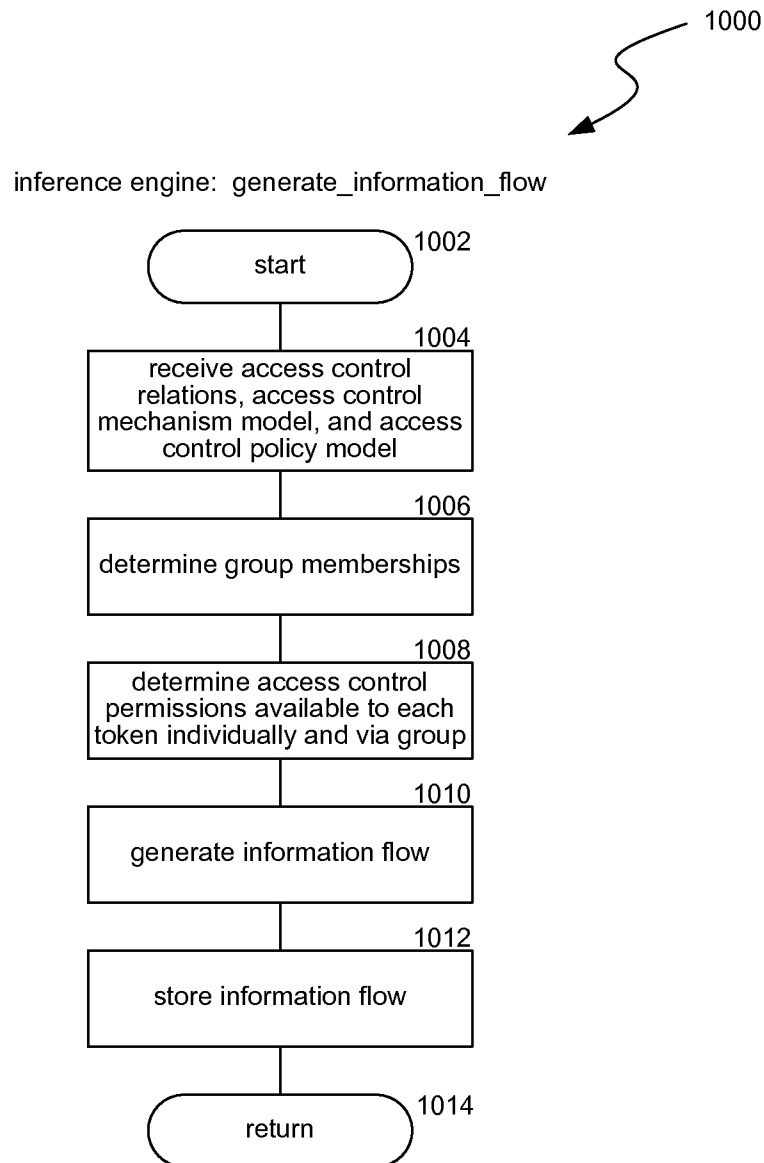 1000
inference engine: generate_information_flow
1002
start
1004
receive access control
relations, access control
mechanism model, and access
control policy model
1006
determine group memberships
1008
determine access control
permissions available to each
token individually and via group
1010
generate information flow
1012
store information flow
1014
return